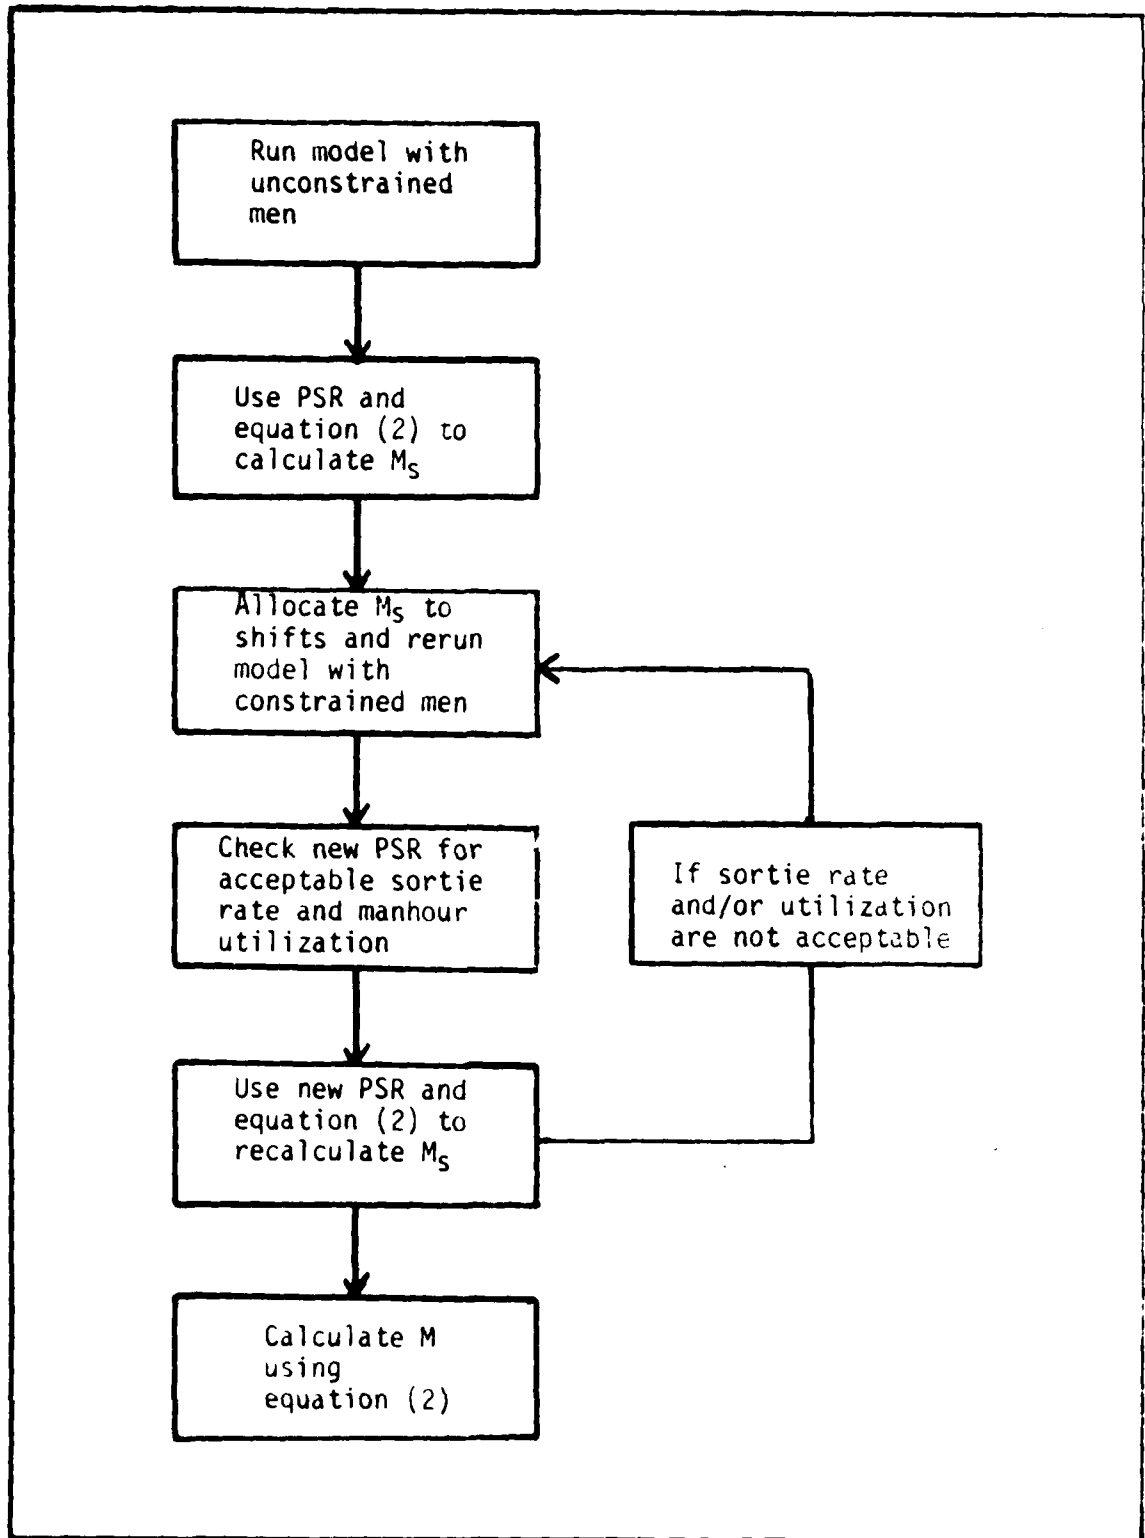 Run model with
unconstrained
men
Use PSR and
equation (2) to
calculate Mₛ
Allocate Mₛ to
shifts and rerun
model with
constrained men
Check new PSR for
acceptable sortie
rate and manhour
utilization
If sortie rate
and/or utilization
are not acceptable
Use new PSR and
equation (2) to
recalculate Mₛ
Calculate M
using
equation (2)